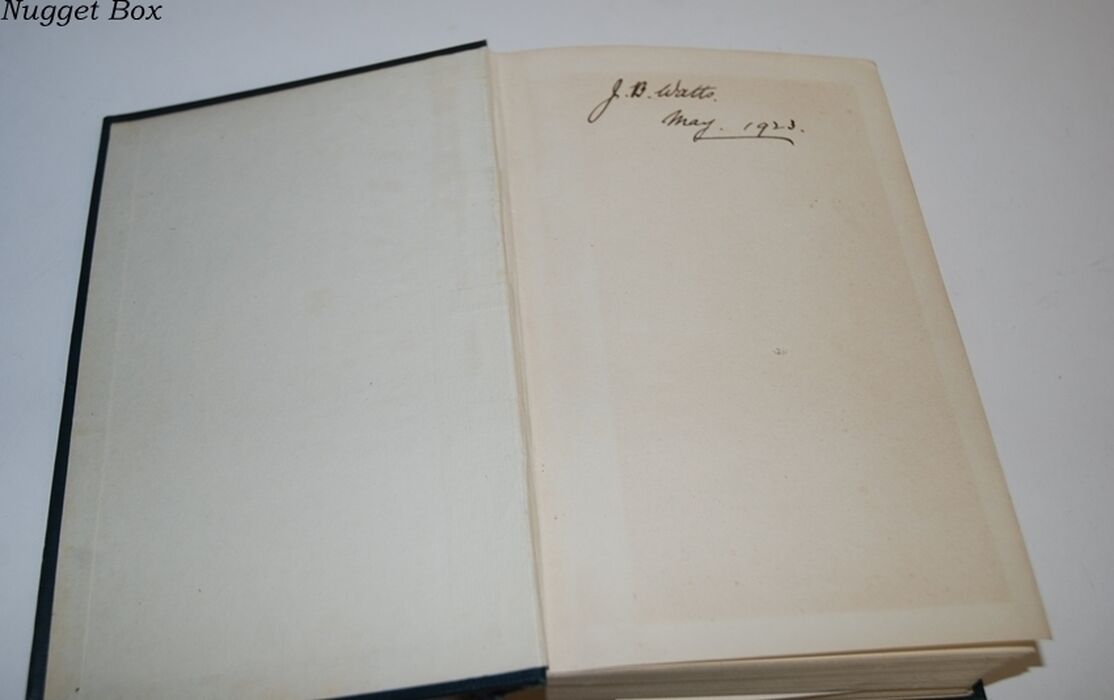 Nugget Box
J. B. Watts.
May. 1923.